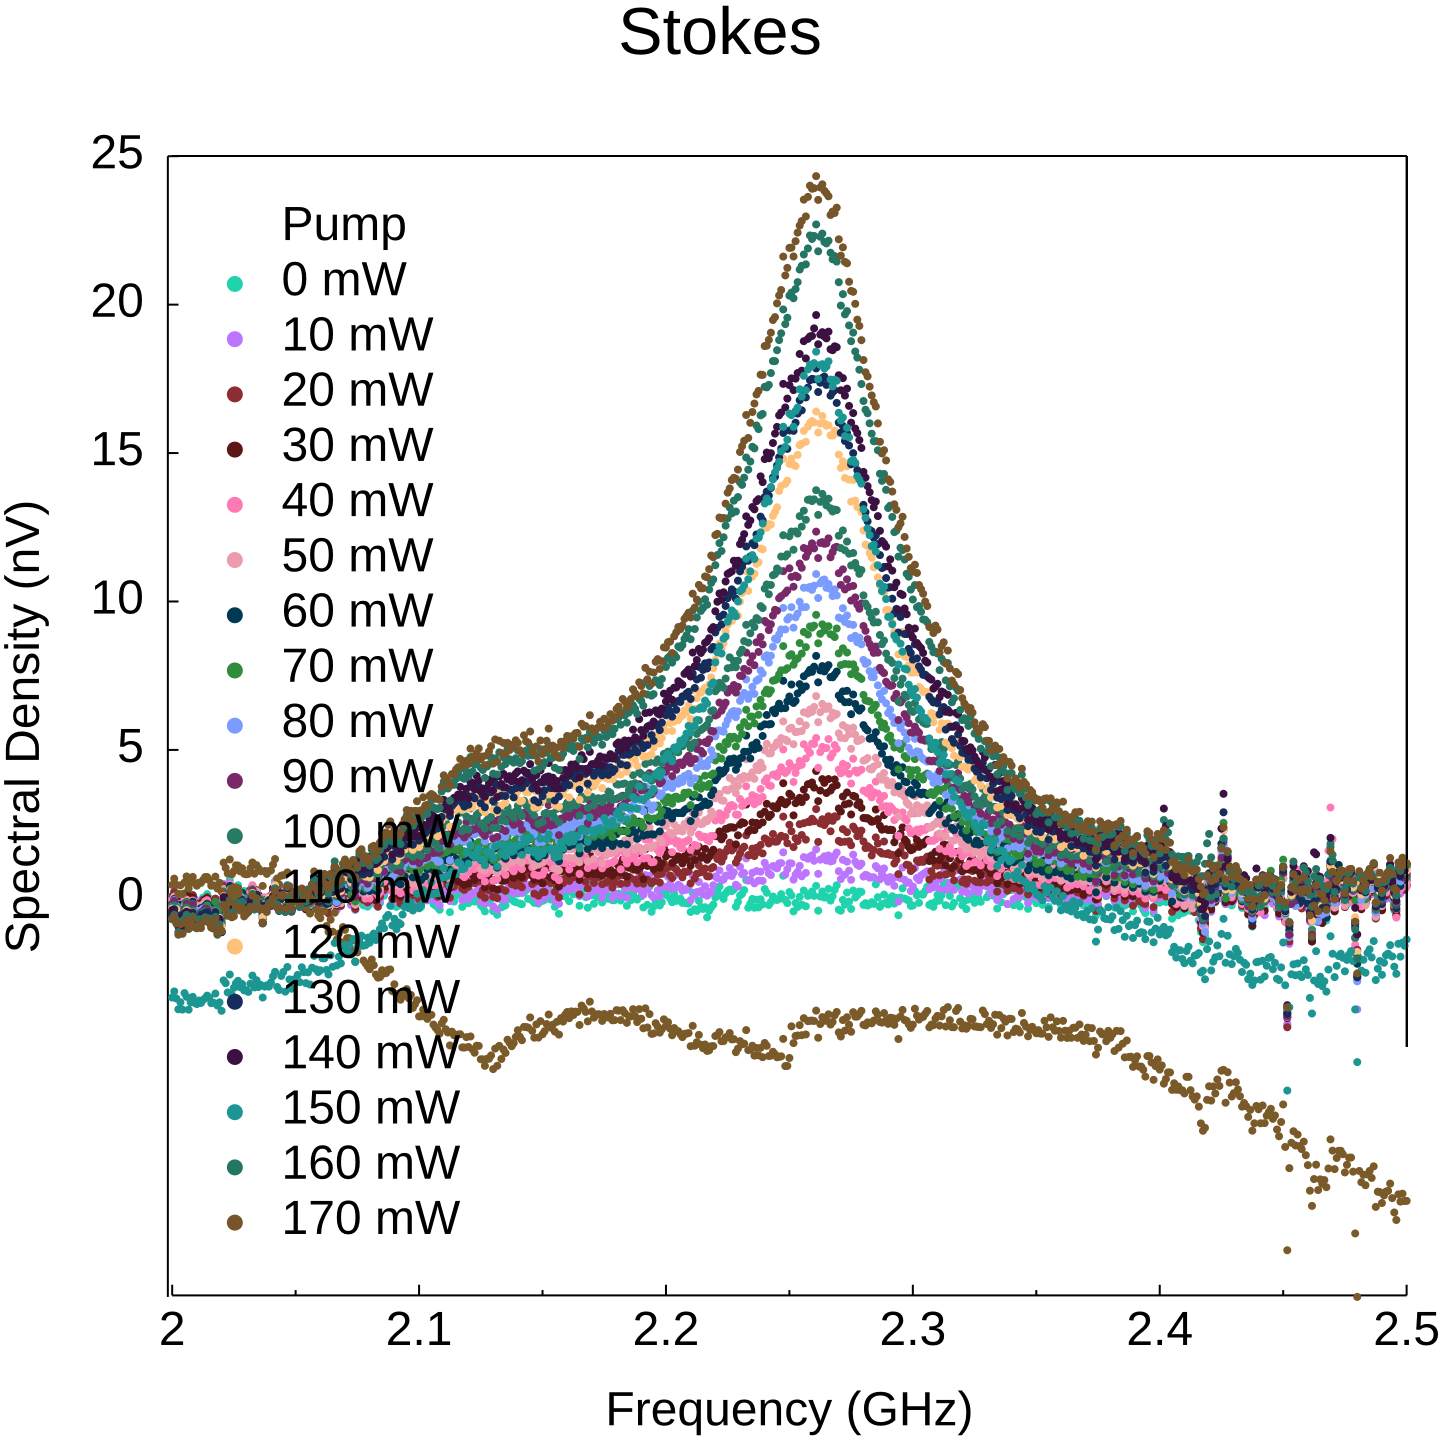 Stokes
25
20
15
10
5
0
Spectral Density (nV)
Pump
0 mW
10 mW
20 mW
30 mW
40 mW
50 mW
60 mW
70 mW
80 mW
90 mW
100 mW
110 mW
120 mW
130 mW
140 mW
150 mW
160 mW
170 mW
2 2.1 2.2 2.3 2.4 2.5
Frequency (GHz)